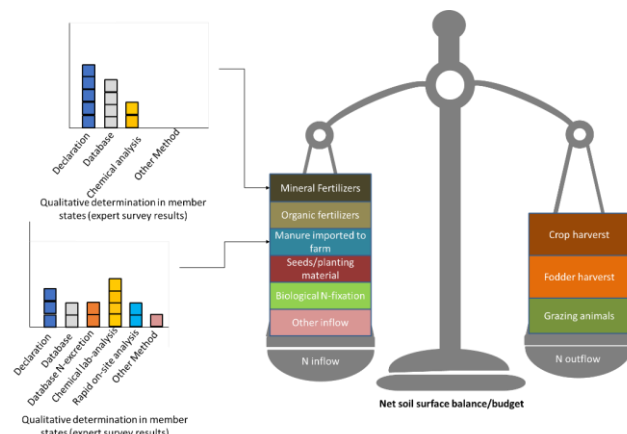 Declaration
Database
Chemical analysis
Other Method
Qualitative determination in member
states (expert survey results)
Declaration
Database
Database N-excretion
Chemical lab-analysis
Rapid on-site analysis
Other Method
Qualitative determination in member
states (expert survey results)
Mineral Fertilizers
Organic fertilizers
Manure imported to
farm
Seeds/planting
material
Biological N-fixation
Other inflow
N inflow
Crop harverst
Fodder harverst
Grazing animals
N outflow
Net soil surface balance/budget